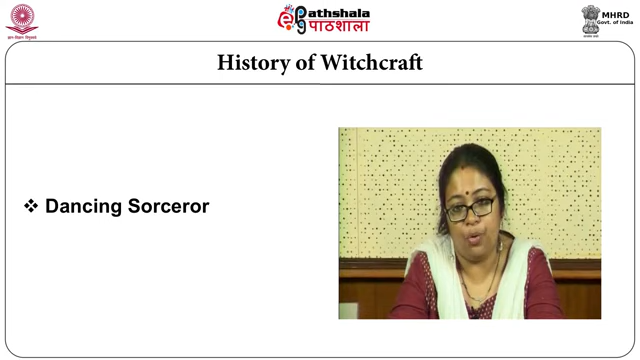 ePathshala
पाठशाला
MHRD
Govt. of India
History of Witchcraft
Dancing Sorceror